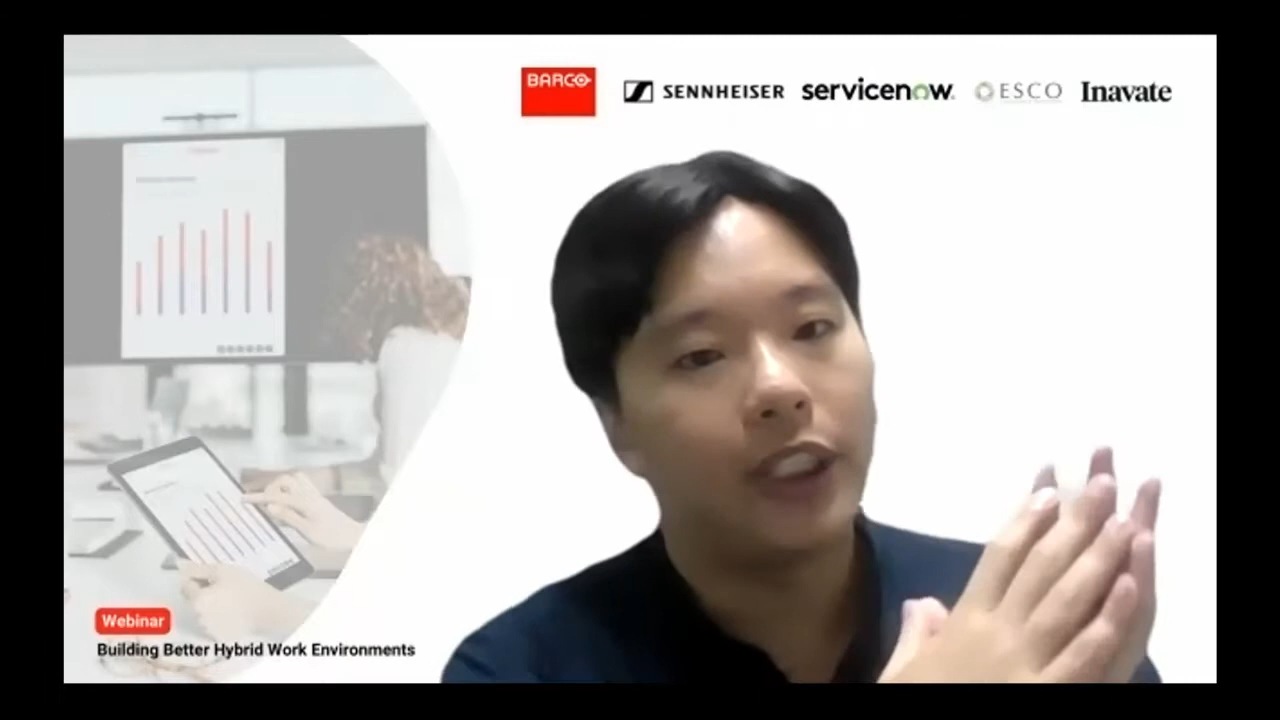 BARCO
SENNHEISER
servicenow
ESCO
Inavate
Webinar
Building Better Hybrid Work Environments